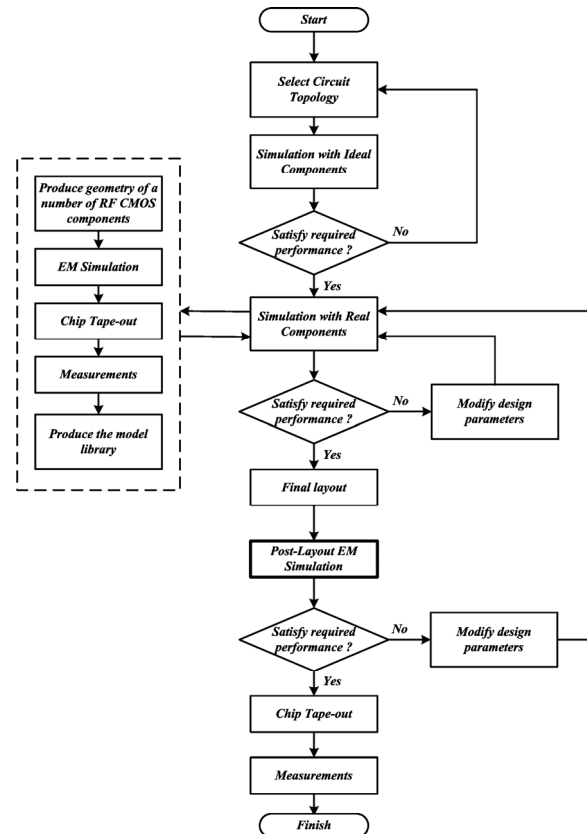 Start
Select Circuit
Topology
Simulation with Ideal
Components
Satisfy required
performance ?
No
Yes
Produce geometry of a
number of RF CMOS
components
EM Simulation
Chip Tape-out
Measurements
Produce the model
library
Simulation with Real
Components
Satisfy required
performance ?
No
Modify design
parameters
Yes
Final layout
Post-Layout EM
Simulation
Satisfy required
performance ?
No
Modify design
parameters
Yes
Chip Tape-out
Measurements
Finish